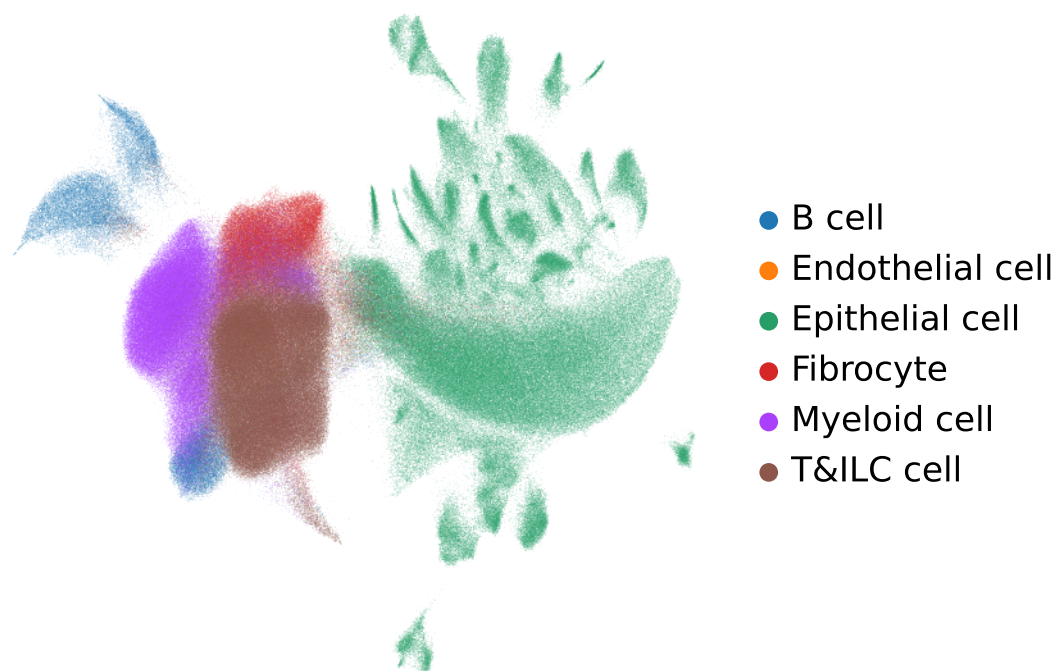 B cell
Endothelial cell
Epithelial cell
Fibrocyte
Myeloid cell
T&ILC cell